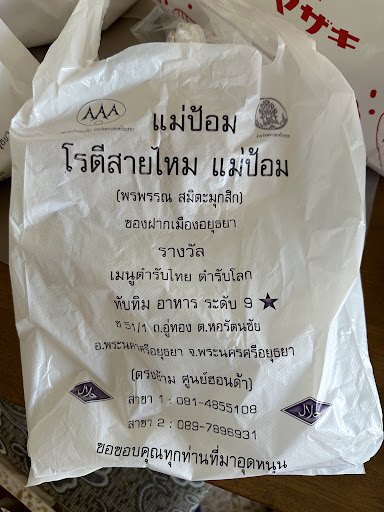 ヤザキ
AAA
แม่ป้อม
โรตีสายไหม แม่ป้อม
(พรพรรณ สมิตะมุกสิก)
ของฝากเมืองอยุธยา
รางวัล
เมนูตำรับไทย ตำรับโลก
ทับทิม อาหาร ระดับ 9 ★
ซ 51/1 ถ.อู่ทอง ต.หอรัตนชัย
อ.พระนครศรีอยุธยา จ.พระนครศรีอยุธยา
(ตรงข้าม ศูนย์ฮอนด้า)
สาขา 1 : 081-4855108
สาขา 2 : 089-7896931
ขอขอบคุณทุกท่านที่มาอุดหนุน